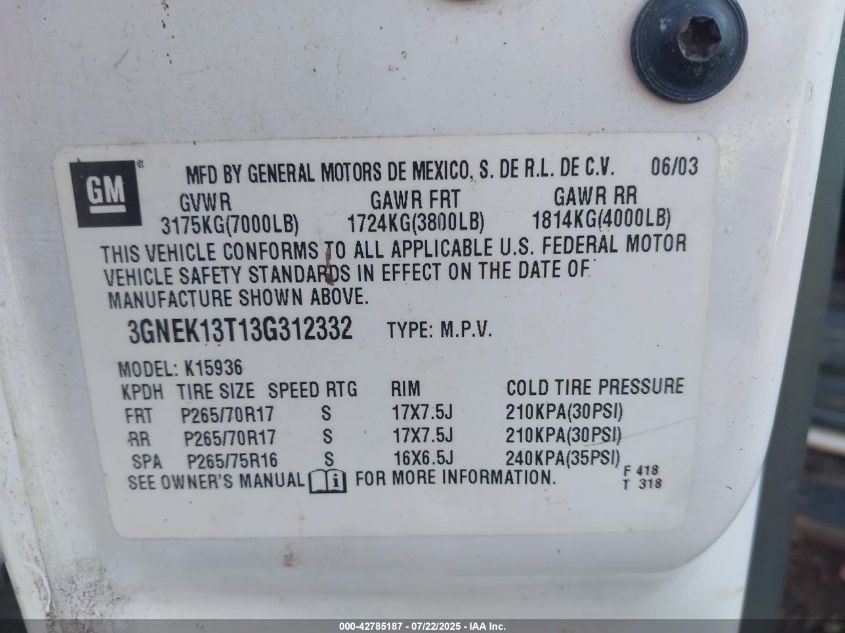 GM ® MFD BY GENERAL MOTORS DE MEXICO, S. DE R.L. DE C.V. 06/03
GVWR GAWR FRT GAWR RR
3175KG(7000LB) 1724KG(3800LB) 1814KG(4000LB)
THIS VEHICLE CONFORMS TO ALL APPLICABLE U.S. FEDERAL MOTOR
VEHICLE SAFETY STANDARDS IN EFFECT ON THE DATE OF
MANUFACTURE SHOWN ABOVE.
3GNEK13T13G312332 TYPE: M.P.V.
MODEL: K15936
KPDH TIRE SIZE SPEED RTG RIM COLD TIRE PRESSURE
FRT P265/70R17 S 17X7.5J 210KPA(30PSI)
RR P265/70R17 S 17X7.5J 210KPA(30PSI)
SPA P265/75R16 S 16X6.5J 240KPA(35PSI)
SEE OWNER'S MANUAL i FOR MORE INFORMATION.
F 418
T 318
000-42785187 - 07/22/2025 - IAA Inc.